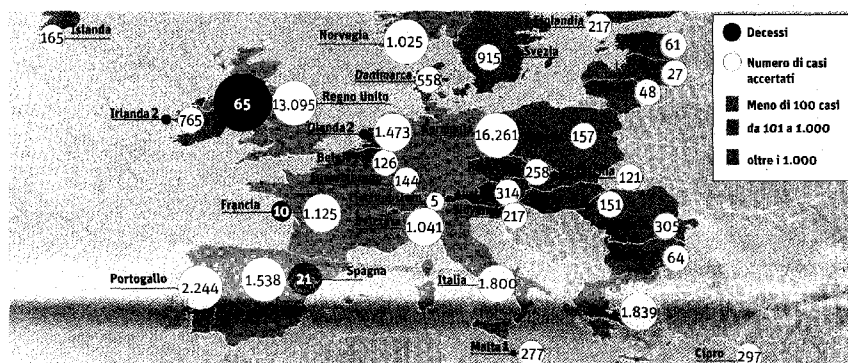 165 Islanda
Norvegia 1.025
Finlandia 217
915 Svezia
Danimarca 558
61
27
48
Irlanda 2 765
65 13.095 Regno Unito
Olanda 2 1.473
16.261
157
126
144
258
121
314
151
5
217
Francia 10 1.125
1.041
305
64
Portogallo 2.244
1.538 21 Spagna
Italia 1.800
1.839
Malta 1 277
Cipro 297
Decessi
Numero di casi
accertati
Meno di 100 casi
da 101 a 1.000
oltre i 1.000